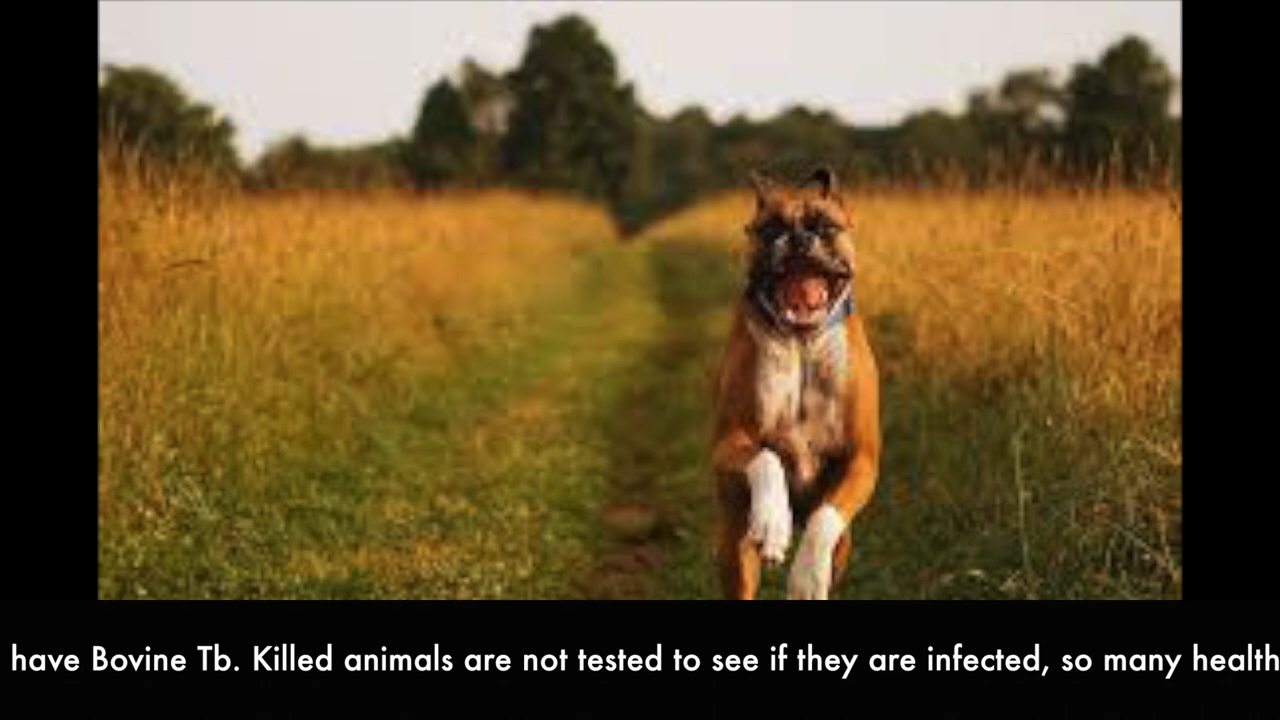 have Bovine Tb. Killed animals are not tested to see if they are infected, so many health